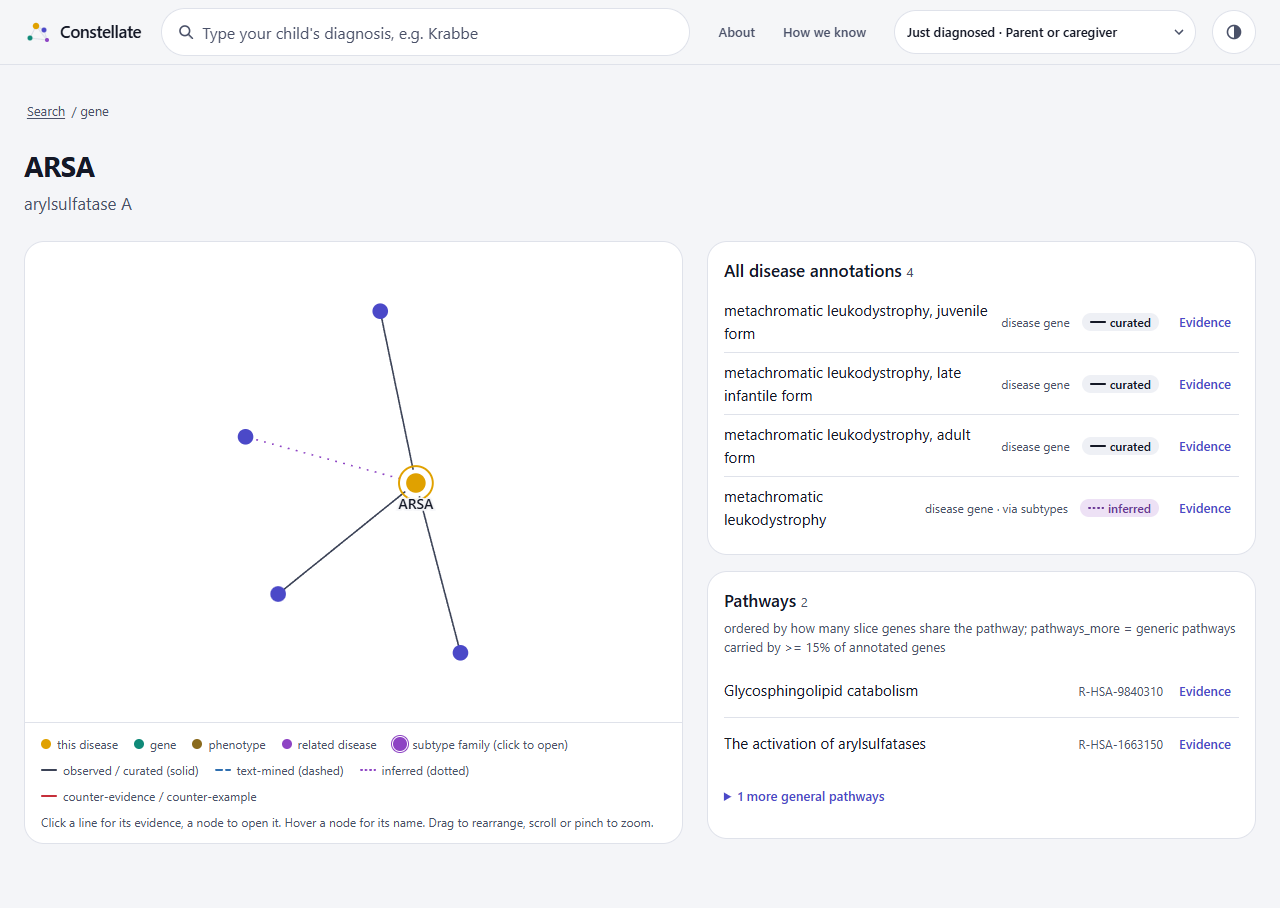 Constellate
Type your child's diagnosis, e.g. Krabbe
About
How we know
Just diagnosed · Parent or caregiver
Search / gene
ARSA
arylsulfatase A
ARSA
this disease
gene
phenotype
related disease
subtype family (click to open)
observed / curated (solid)
text-mined (dashed)
inferred (dotted)
counter-evidence / counter-example
Click a line for its evidence, a node to open it. Hover a node for its name. Drag to rearrange, scroll or pinch to zoom.
All disease annotations 4
metachromatic leukodystrophy, juvenile
form
disease gene
curated
Evidence
metachromatic leukodystrophy, late
infantile form
disease gene
curated
Evidence
metachromatic leukodystrophy, adult
form
disease gene
curated
Evidence
metachromatic
leukodystrophy
disease gene · via subtypes
inferred
Evidence
Pathways 2
ordered by how many slice genes share the pathway; pathways_more = generic pathways
carried by >= 15% of annotated genes
Glycosphingolipid catabolism
R-HSA-9840310
Evidence
The activation of arylsulfatases
R-HSA-1663150
Evidence
1 more general pathways